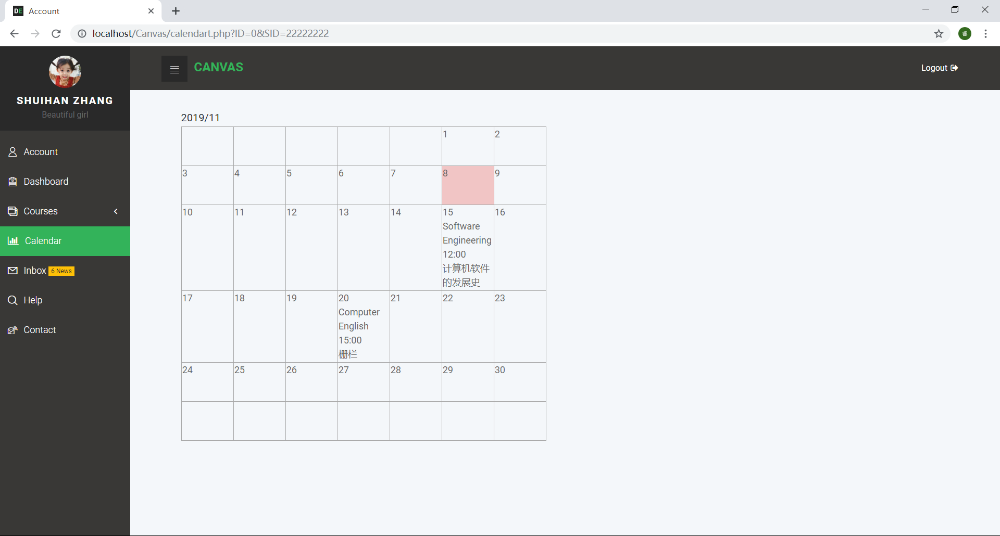 DE Account
localhost/Canvas/calendart.php?ID=0&SID=22222222
睿
SHUIHAN ZHANG
Beautiful girl
Account
Dashboard
Courses
Calendar
Inbox 6 News
Help
Contact
CANVAS
Logout
2019/11
1 2
3 4 5 6 7 8 9
10 11 12 13 14 15 16
Software
Engineering
12:00
计算机软件
的发展史
17 18 19 20 21 22 23
Computer
English
15:00
栅栏
24 25 26 27 28 29 30